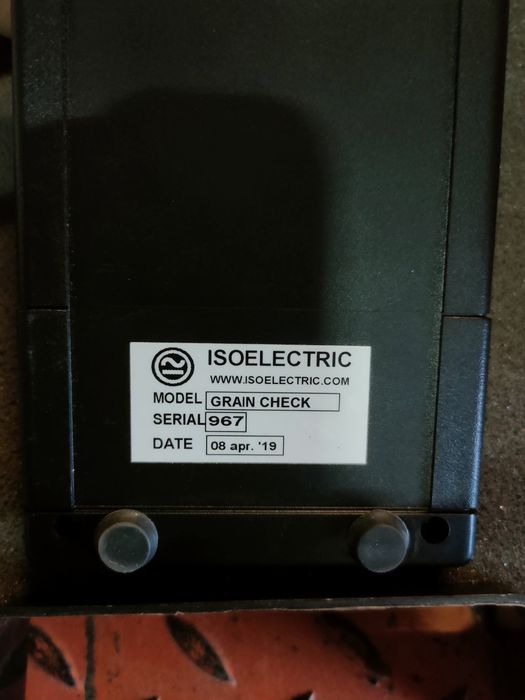 ISOELECTRIC
WWW.ISOELECTRIC.COM
MODEL GRAIN CHECK
SERIAL 967
DATE 08 apr. '19